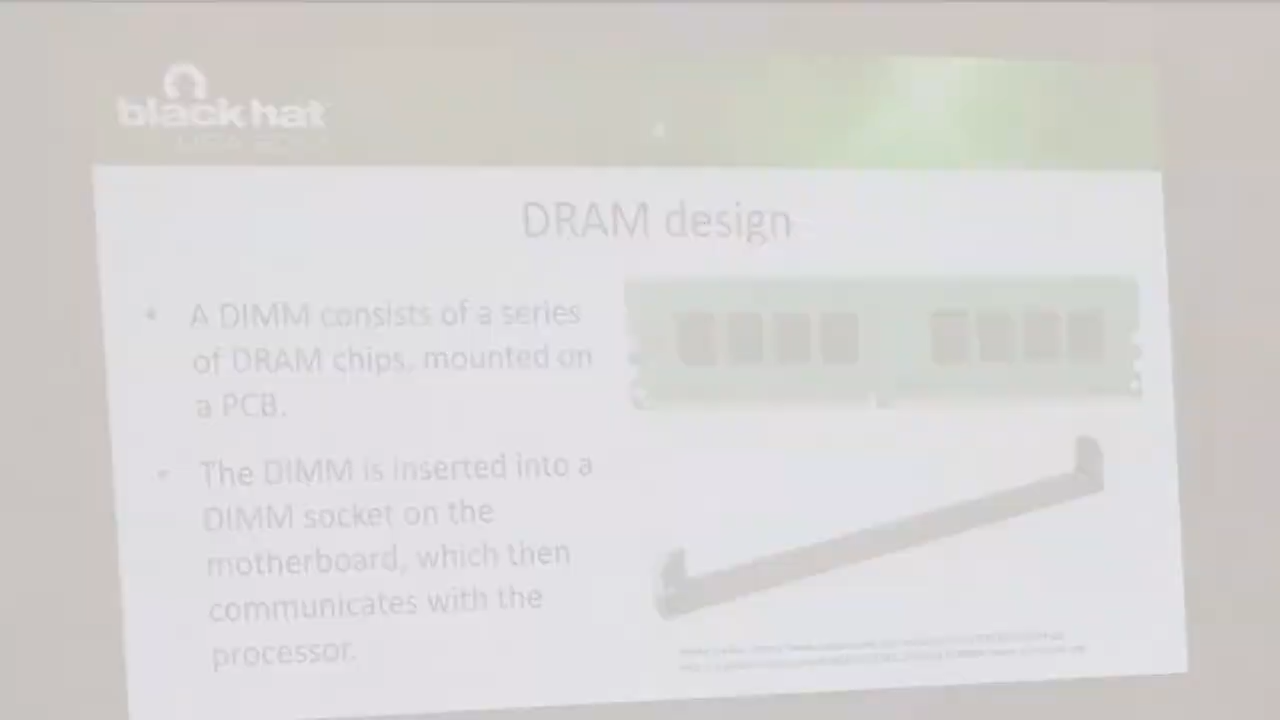 black hat
DRAM design
• A DIMM consists of a series
of DRAM chips, mounted on
a PCB.
• The DIMM is inserted into a
DIMM socket on the
motherboard, which then
communicates with the
processor.